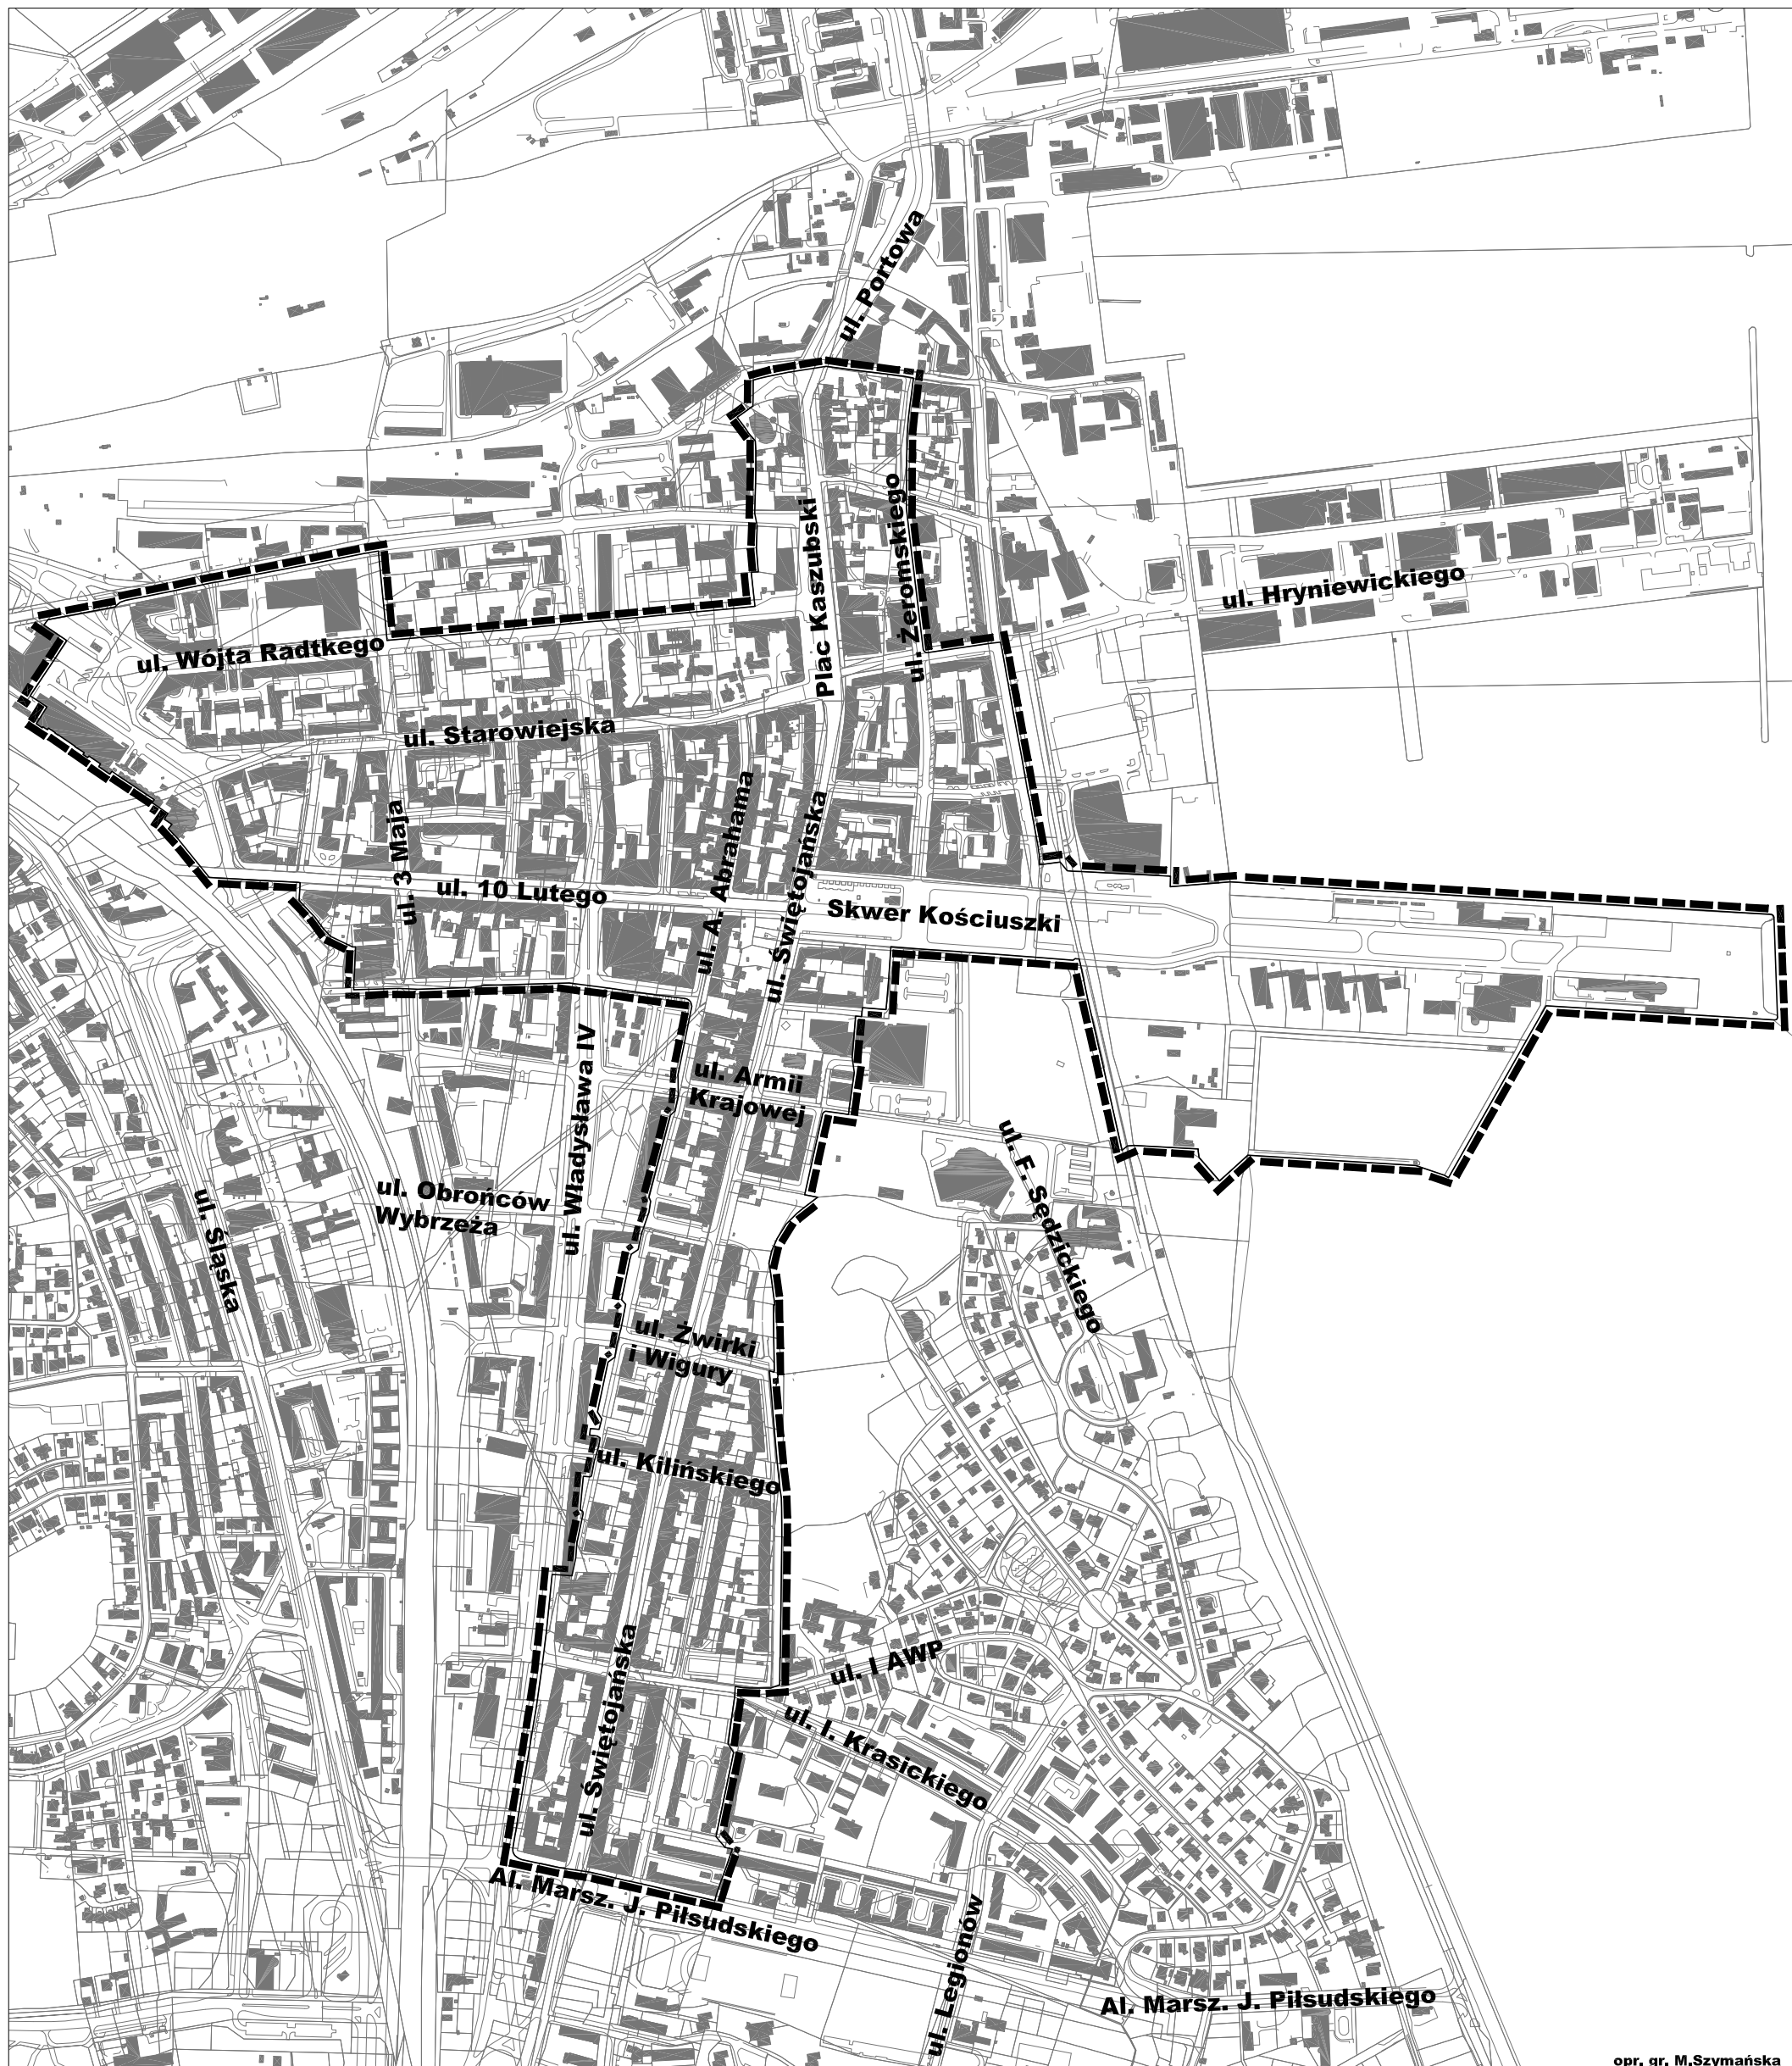 ul. Portowa
Plac Kaszubski
ul. Żeromskiego
ul. Hryniewickiego
ul. Wójta Radtkego
ul. Starowiejska
ul. 3 Maja
ul. A. Abrahama
ul. Świętojańska
ul. 10 Lutego
Skwer Kościuszki
ul. Władysława IV
ul. Armii
Krajowej
ul. F. Sędzickiego
ul. Obrońców
Wybrzeża
ul. Śląska
ul. Żwirki
i Wigury
ul. Kilińskiego
ul. Świętojańska
ul. I AWP
ul. I. Krasickiego
Al. Marsz. J. Piłsudskiego
ul. Legionów
Al. Marsz. J. Piłsudskiego
opr. gr. M.Szymańska